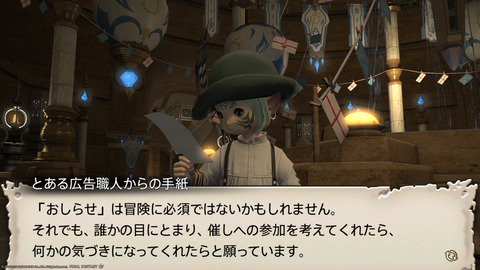 とある広告職人からの手紙
「おしらせ」は冒険に必須ではないかもしれません。
それでも、誰かの目にとまり、催しへの参加を考えてくれたら、
何かの気づきになってくれたらと願っています。